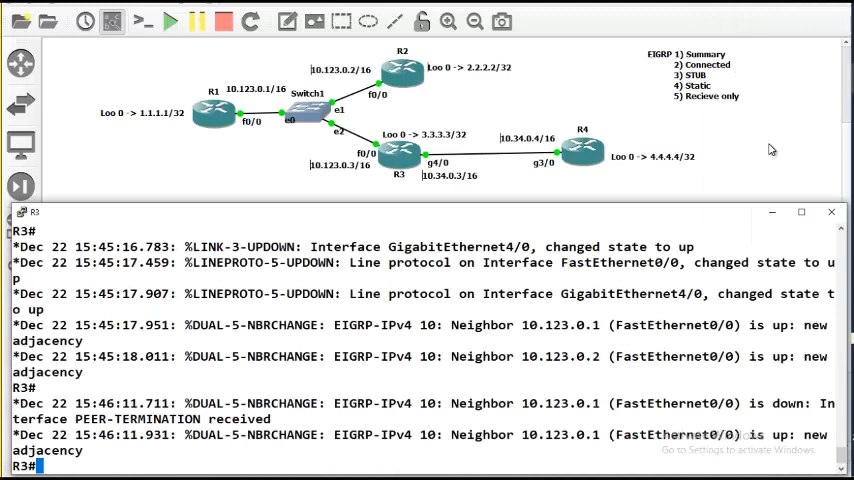 R2
10.123.0.2/16
Loo 0 -> 2.2.2.2/32
R1
10.123.0.1/16
Switch1
f0/0
e1
Loo 0 -> 1.1.1.1/32
f0/0
e0
e2
Loo 0 -> 3.3.3.3/32
f0/0
10.123.0.3/16
R3
g4/0
10.34.0.3/16
10.34.0.4/16
R4
g3/0
Loo 0 -> 4.4.4.4/32
EIGRP 1) Summary
2) Connected
3) STUB
4) Static
5) Recieve only
R3
R3#
*Dec 22 15:45:16.783: %LINK-3-UPDOWN: Interface GigabitEthernet4/0, changed state to up
*Dec 22 15:45:17.459: %LINEPROTO-5-UPDOWN: Line protocol on Interface FastEthernet0/0, changed state to u
p
*Dec 22 15:45:17.907: %LINEPROTO-5-UPDOWN: Line protocol on Interface GigabitEthernet4/0, changed state t
o up
*Dec 22 15:45:17.951: %DUAL-5-NBRCHANGE: EIGRP-IPv4 10: Neighbor 10.123.0.1 (FastEthernet0/0) is up: new
adjacency
*Dec 22 15:45:18.011: %DUAL-5-NBRCHANGE: EIGRP-IPv4 10: Neighbor 10.123.0.2 (FastEthernet0/0) is up: new
adjacency
R3#
*Dec 22 15:46:11.711: %DUAL-5-NBRCHANGE: EIGRP-IPv4 10: Neighbor 10.123.0.1 (FastEthernet0/0) is down: In
terface PEER-TERMINATION received
*Dec 22 15:46:11.931: %DUAL-5-NBRCHANGE: EIGRP-IPv4 10: Neighbor 10.123.0.1 (FastEthernet0/0) is up: new
adjacency
R3#
Activate Windows
Go to Settings to activate Windows.